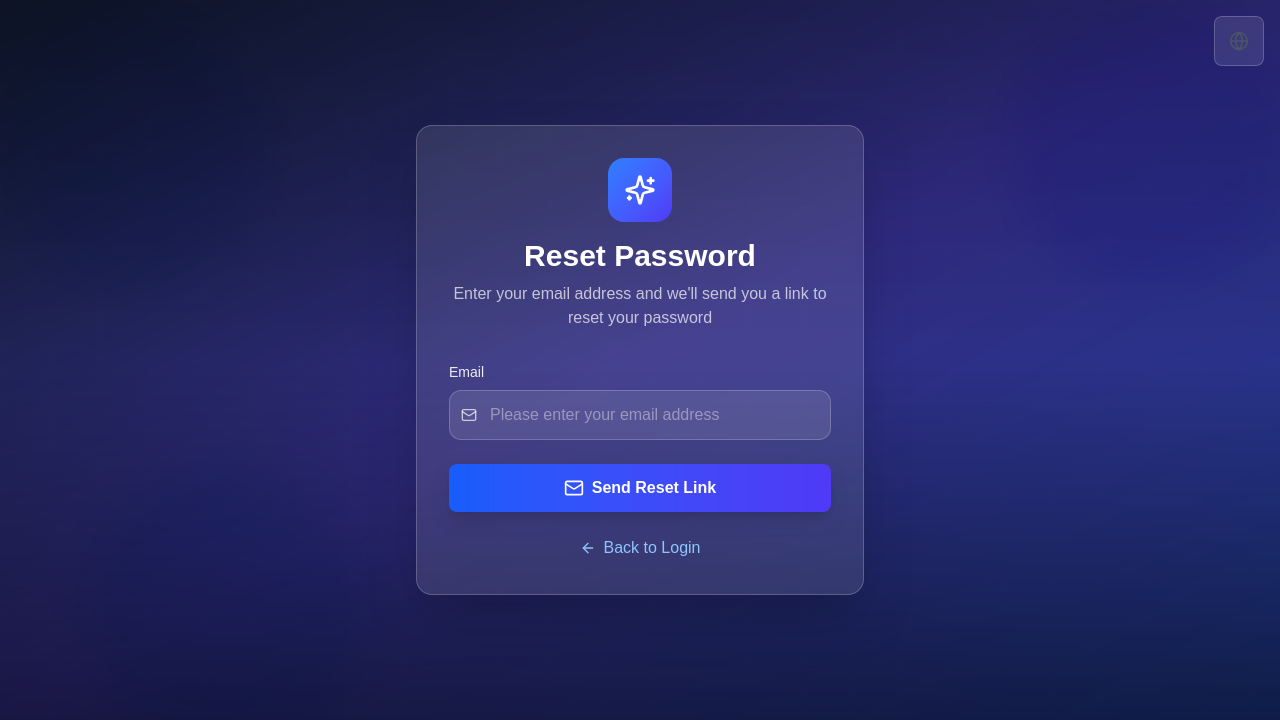 Reset Password
Enter your email address and we'll send you a link to
reset your password
Email
Please enter your email address
Send Reset Link
Back to Login